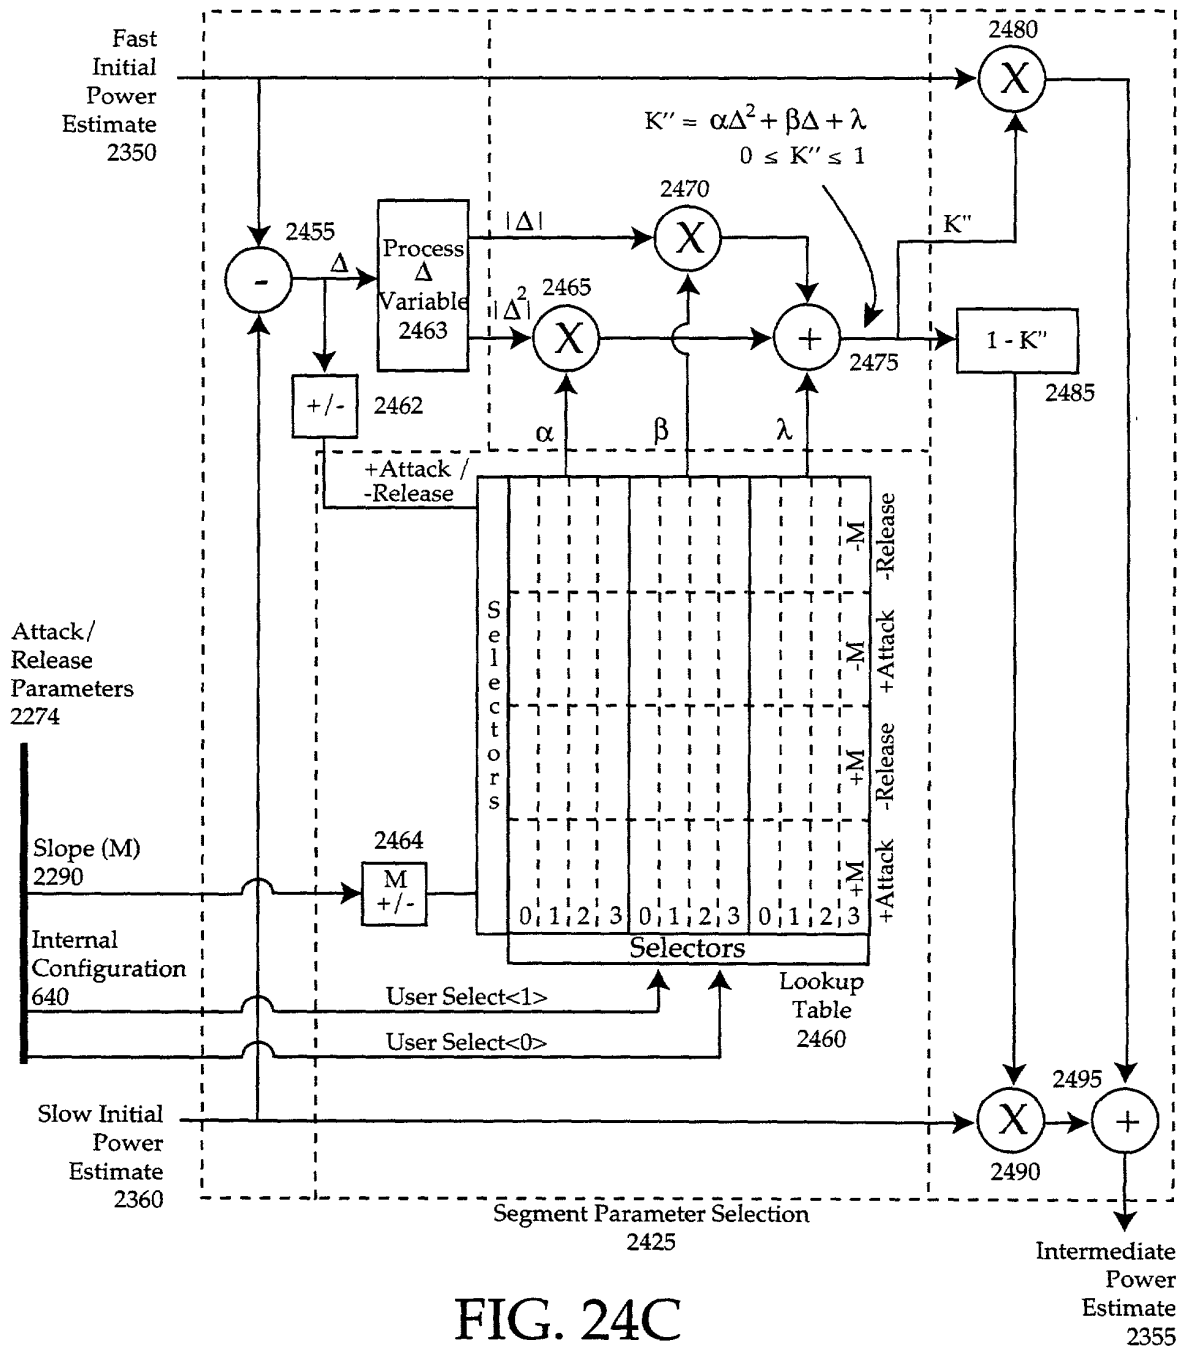 Fast
Initial
Power
Estimate
2350
2480
X
K″ = αΔ² + βΔ + λ
0 ≤ K″ ≤ 1
2470
X
K"
2455
-
Δ
Process
Δ
Variable
2463
|Δ|
|Δ²|
2465
X
+
2475
1 - K"
2485
+/-
2462
α
β
λ
+Attack /
-Release
Selectors
-M
-Release
-M
+Attack
+M
-Release
+M
+Attack
0 1 2 3 0 1 2 3 0 1 2 3
Selectors
Lookup
Table
2460
Attack/
Release
Parameters
2274
Slope (M)
2290
2464
M
+/-
Internal
Configuration
640
User Select<1>
User Select<0>
Slow Initial
Power
Estimate
2360
X
2490
2495
+
Segment Parameter Selection
2425
Intermediate
Power
Estimate
2355
FIG. 24C